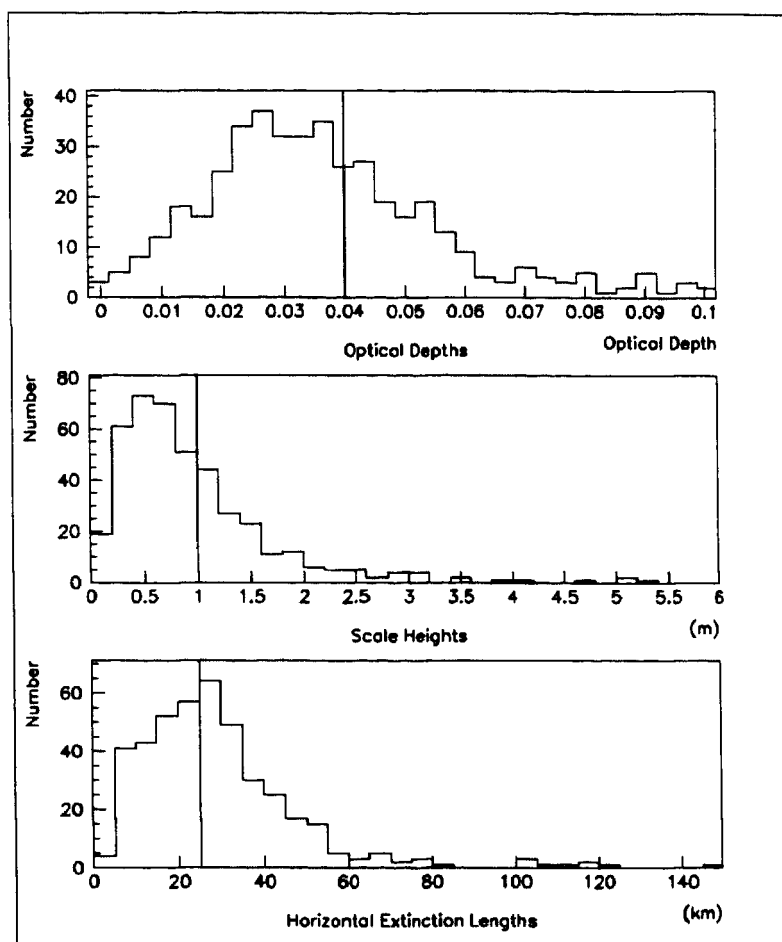 Number
40
30
20
10
0
0 0.01 0.02 0.03 0.04 0.05 0.06 0.07 0.08 0.09 0.1
Optical Depths
Optical Depth
Number
80
60
40
20
0
0 0.5 1 1.5 2 2.5 3 3.5 4 4.5 5 5.5 6
Scale Heights
(m)
Number
60
40
20
0
0 20 40 60 80 100 120 140
Horizontal Extinction Lengths
(km)